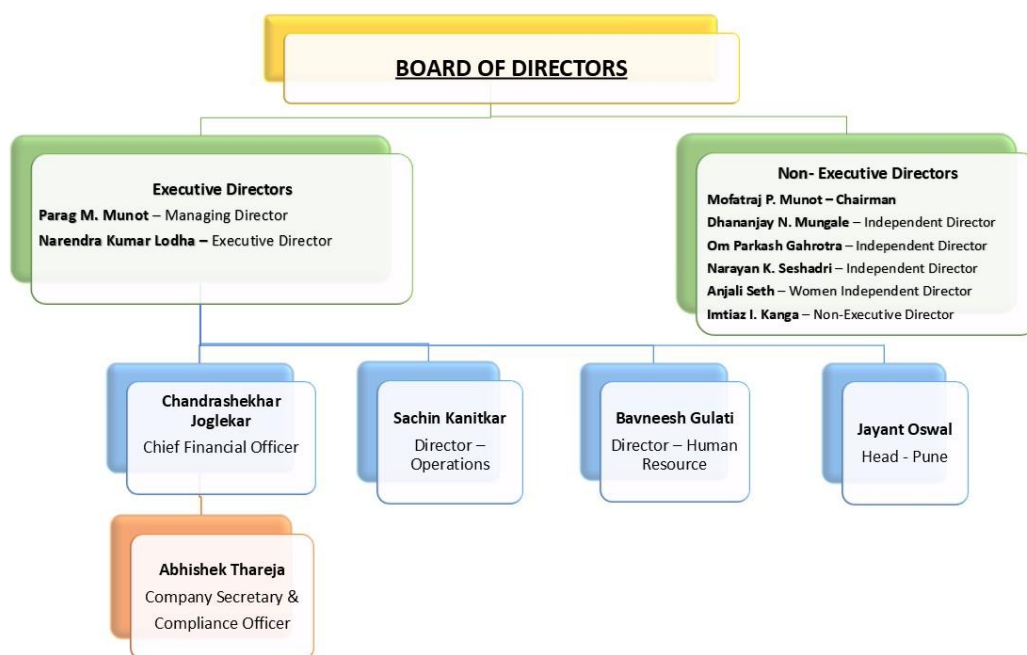 BOARD OF DIRECTORS
Executive Directors
Parag M. Munot – Managing Director
Narendra Kumar Lodha – Executive Director
Non- Executive Directors
Mofatraj P. Munot – Chairman
Dhananjay N. Mungale – Independent Director
Om Parkash Gahrotra – Independent Director
Narayan K. Seshadri – Independent Director
Anjali Seth – Women Independent Director
Imtiaz I. Kanga – Non-Executive Director
Chandrashekhar
Joglekar
Chief Financial Officer
Sachin Kanitkar
Director –
Operations
Bavneesh Gulati
Director – Human
Resource
Jayant Oswal
Head - Pune
Abhishek Thareja
Company Secretary &
Compliance Officer